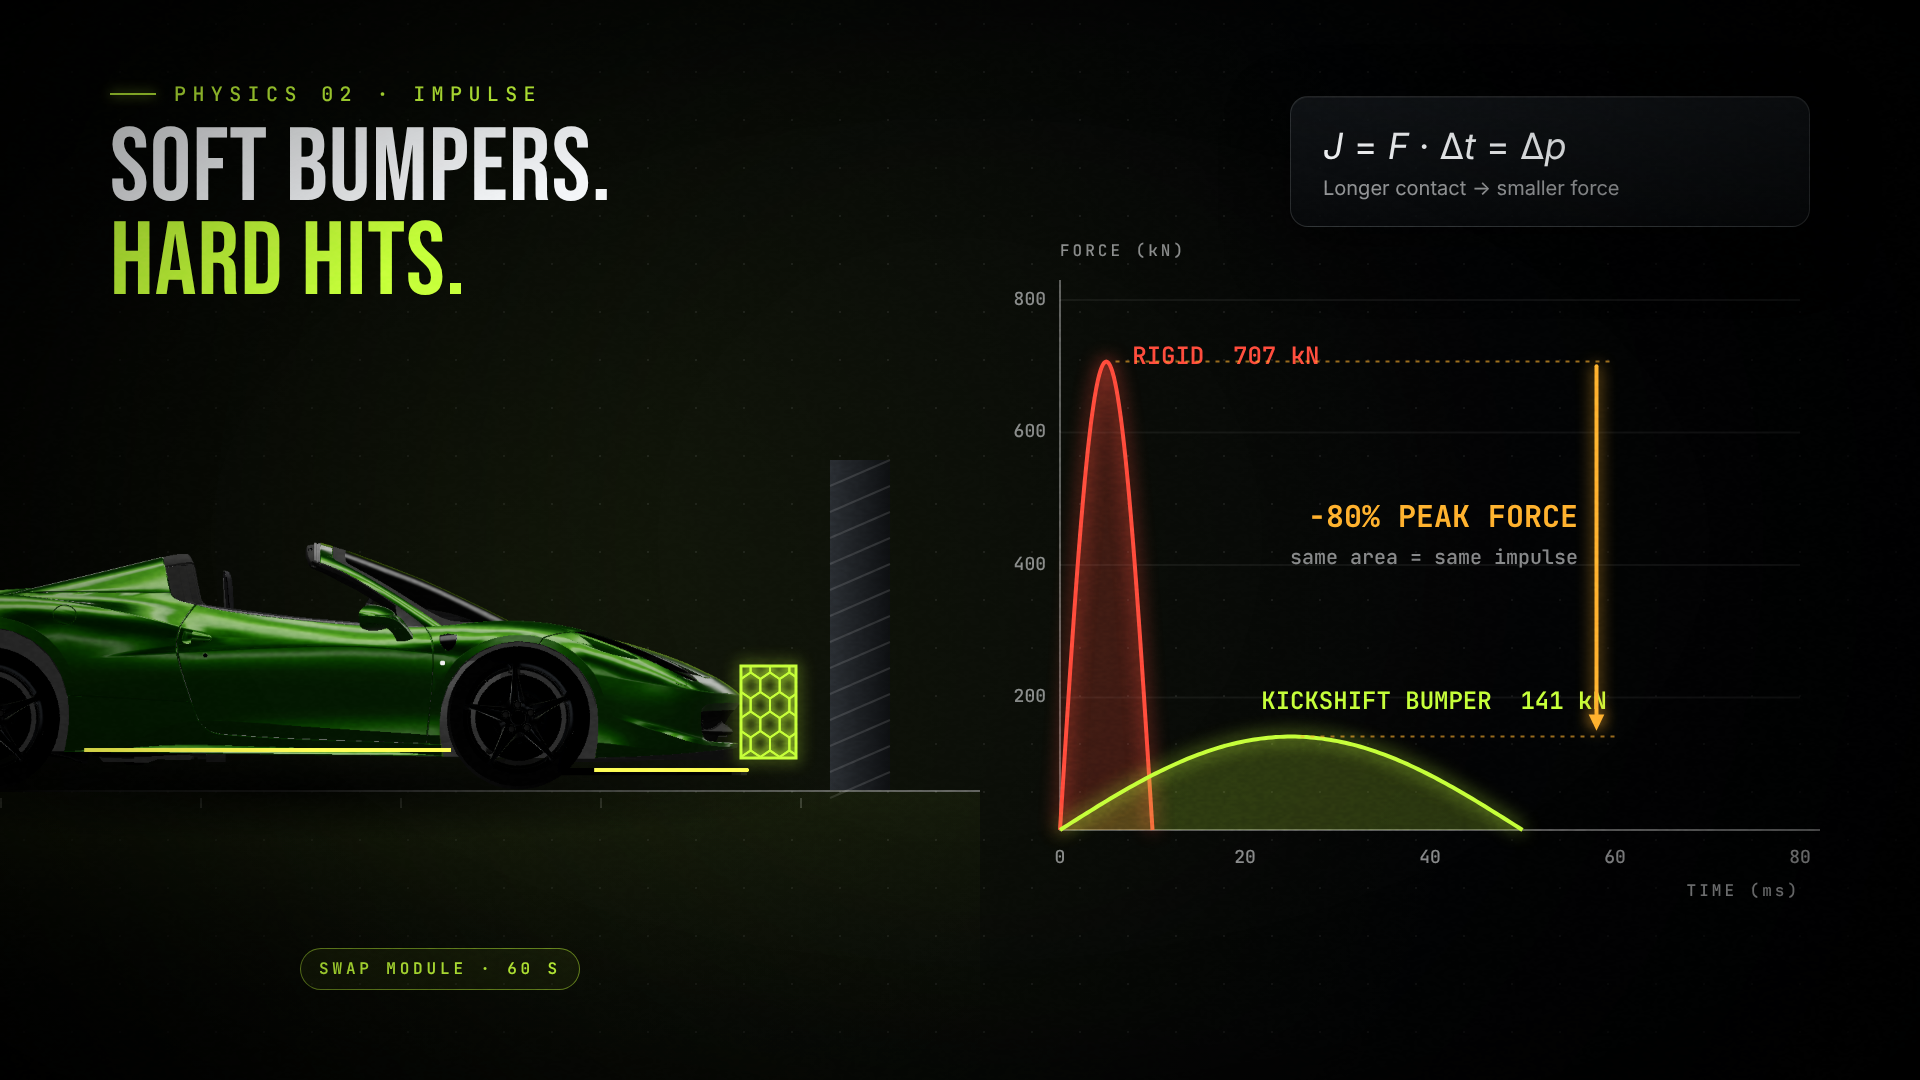 PHYSICS 02 · IMPULSE
SOFT BUMPERS.
HARD HITS.
J = F · Δt = Δp
Longer contact → smaller force
FORCE (kN)
800
RIGID 707 kN
600
-80% PEAK FORCE
same area = same impulse
400
KICKSHIFT BUMPER 141 kN
200
0 20 40 60 80
TIME (ms)
SWAP MODULE · 60 S